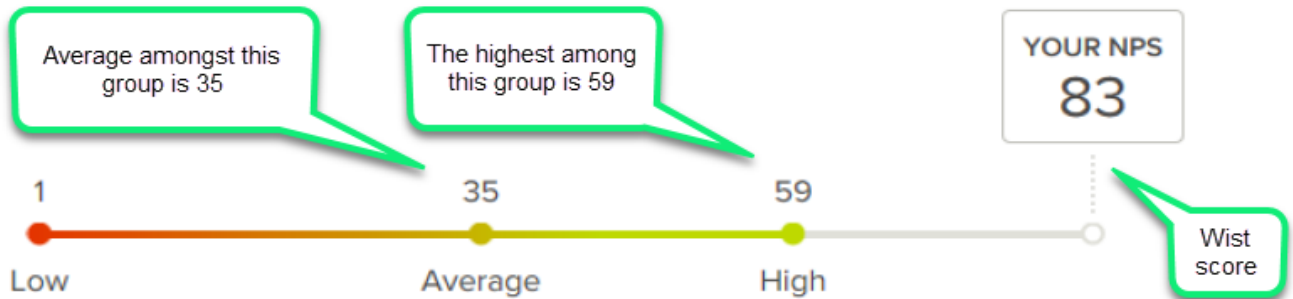 Average amongst this
group is 35
The highest among
this group is 59
YOUR NPS
83
1
35
59
Low
Average
High
Wist
score